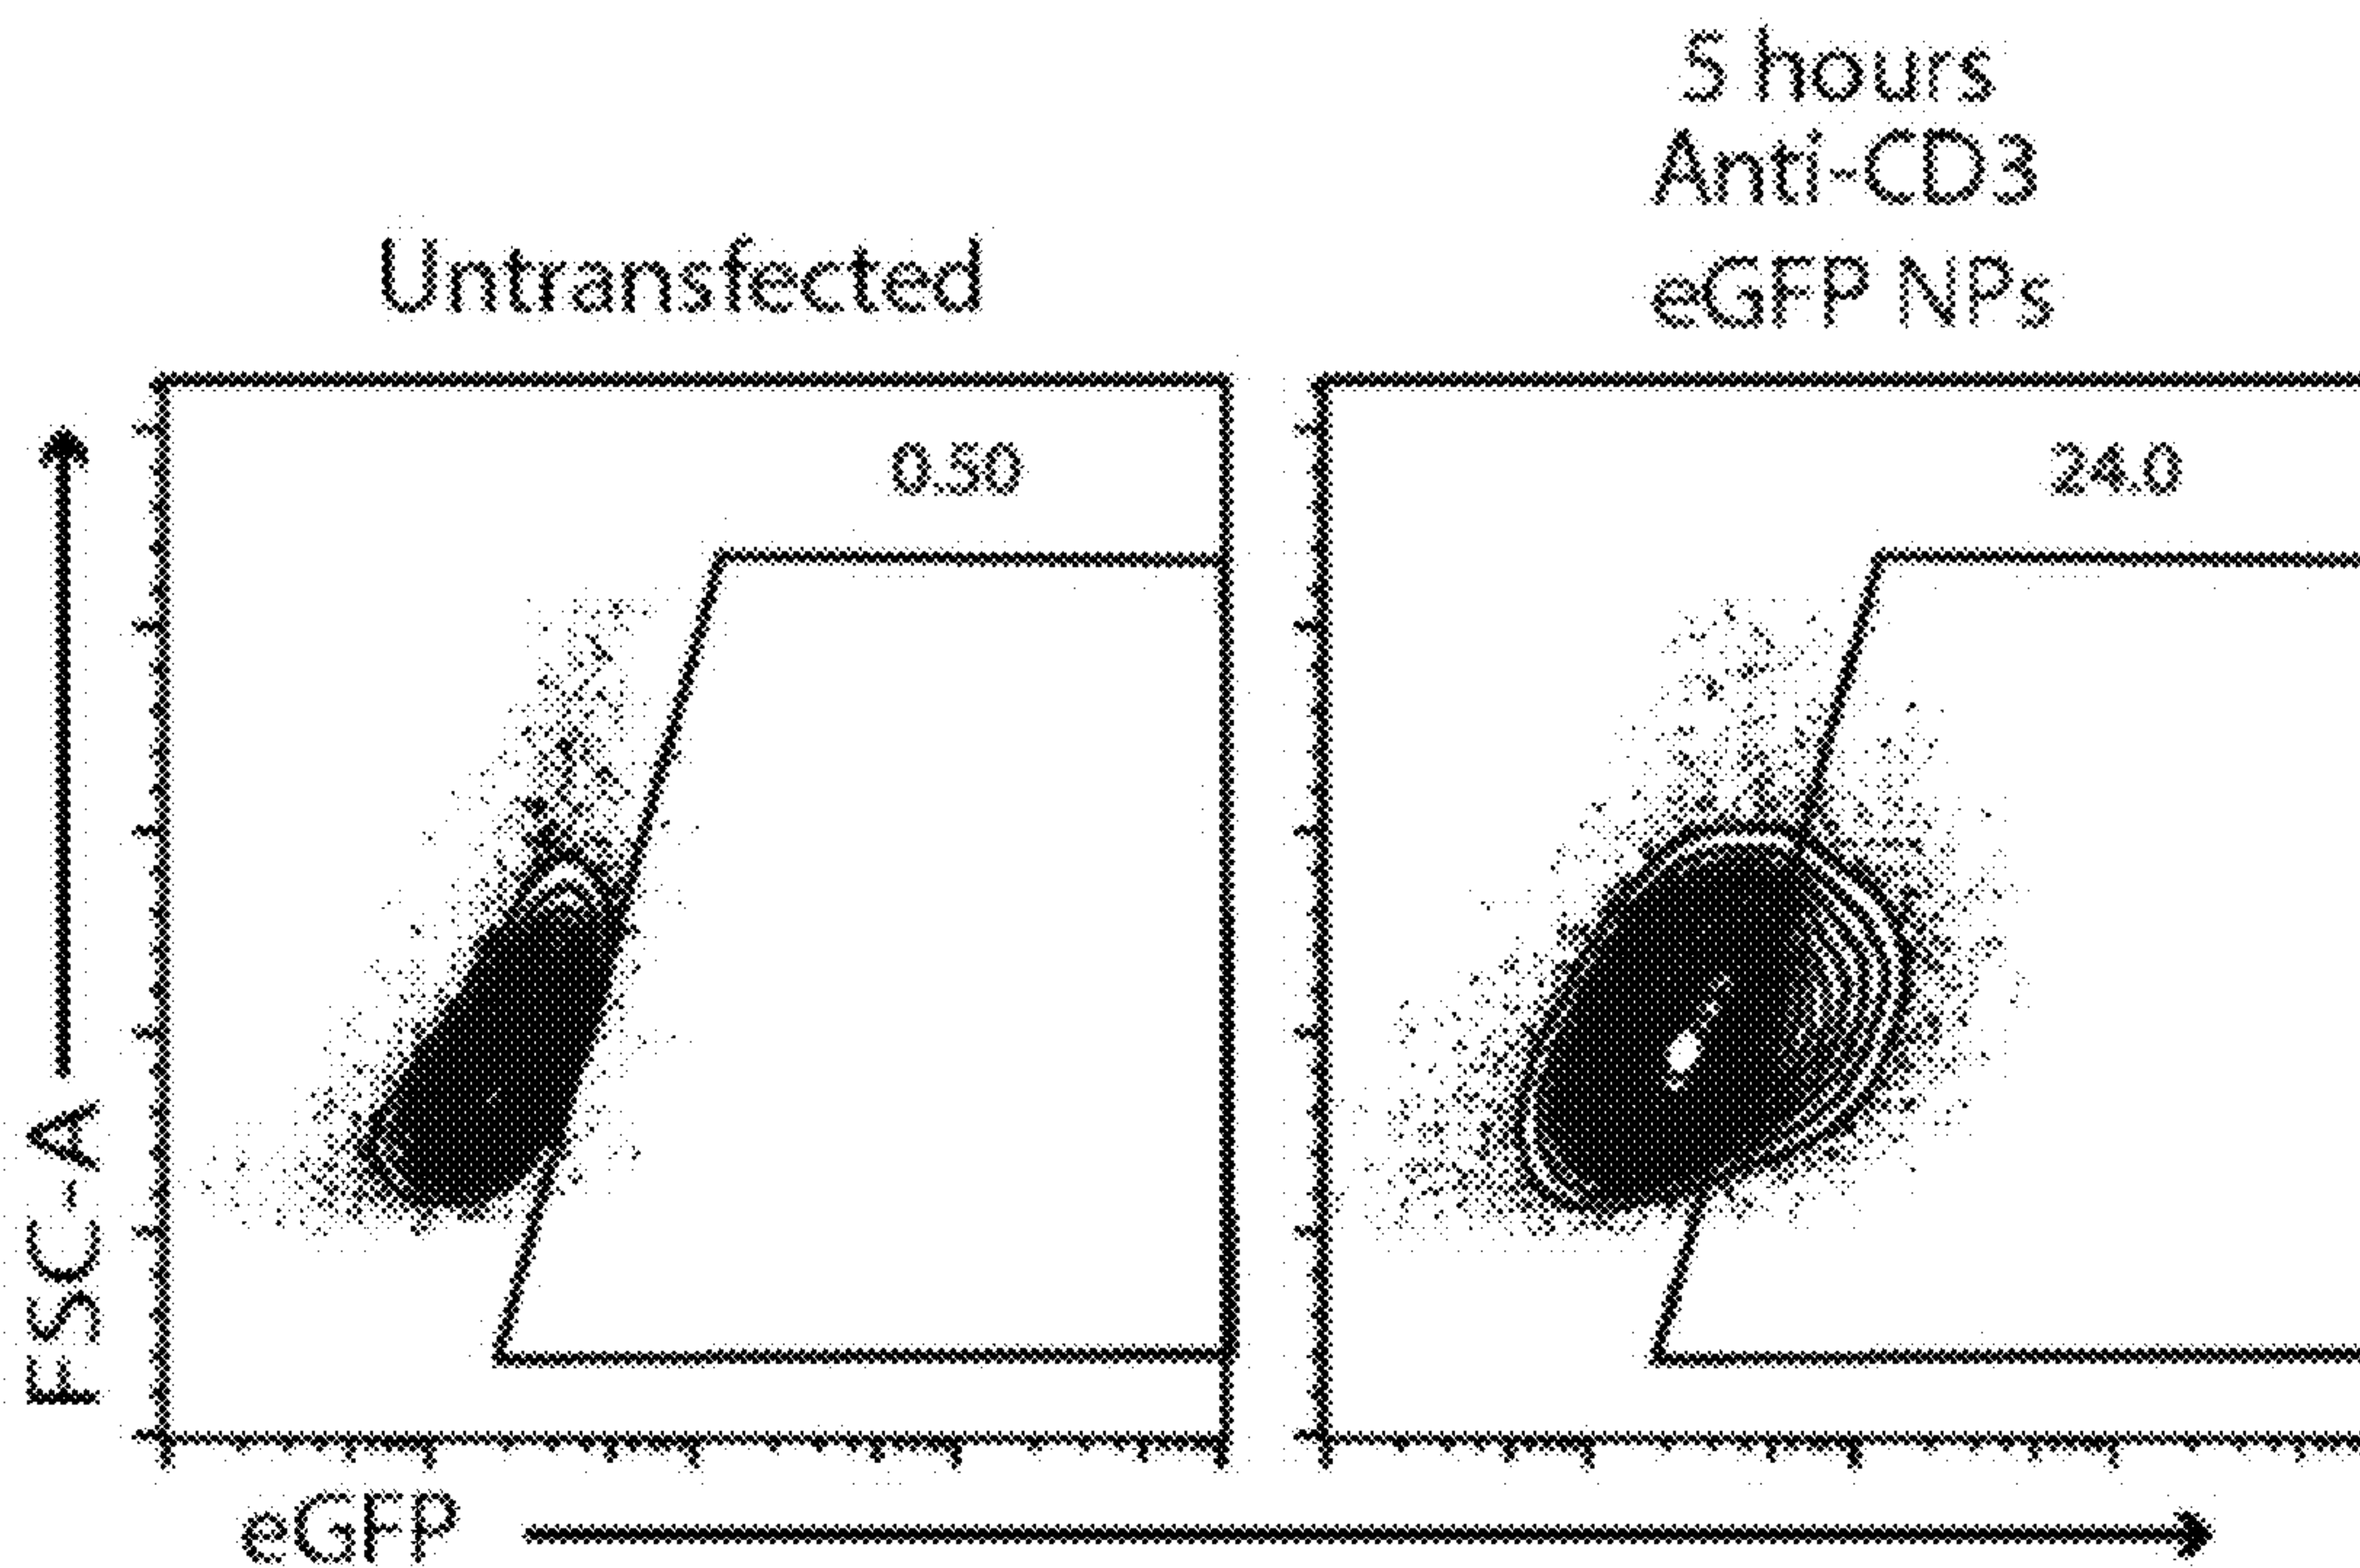 Untransfected
5 hours
Anti-CD3
eGFP NPs
0.50
24.0
FSC-A
eGFP